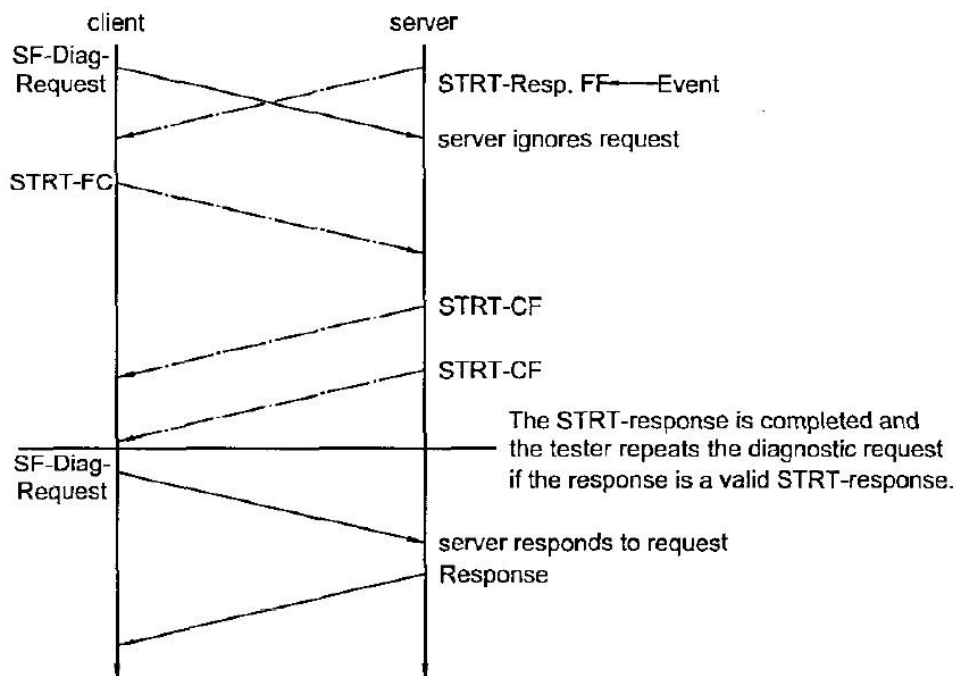 client
server
SF-Diag-
Request
STRT-Resp. FF
Event
server ignores request
STRT-FC
STRT-CF
STRT-CF
The STRT-response is completed and
the tester repeats the diagnostic request
if the response is a valid STRT-response.
SF-Diag-
Request
server responds to request
Response